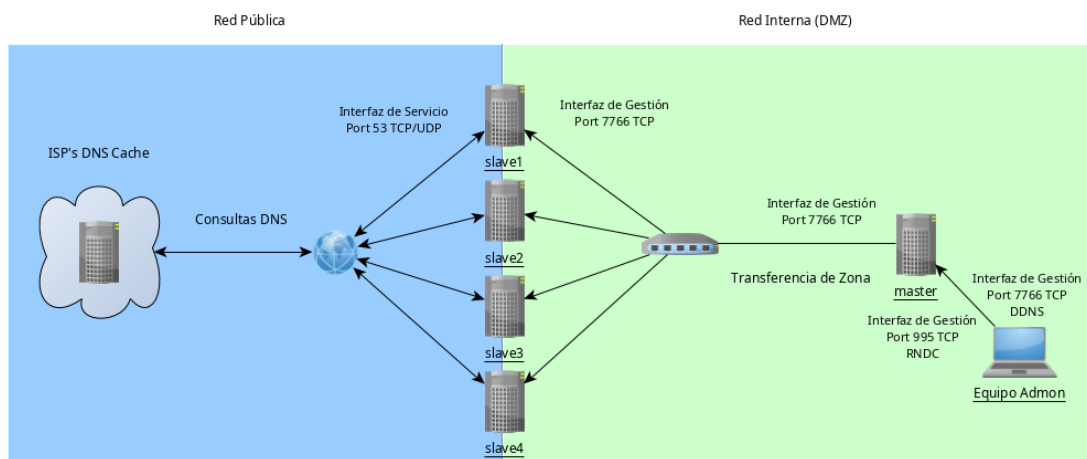 Red Pública
Red Interna (DMZ)
Interfaz de Servicio
Port 53 TCP/UDP
Interfaz de Gestión
Port 7766 TCP
ISP's DNS Cache
slave1
Consultas DNS
slave2
Interfaz de Gestión
Port 7766 TCP
Transferencia de Zona
master
Interfaz de Gestión
Port 7766 TCP
DDNS
Interfaz de Gestión
Port 995 TCP
RNDC
slave3
Equipo Admon
slave4